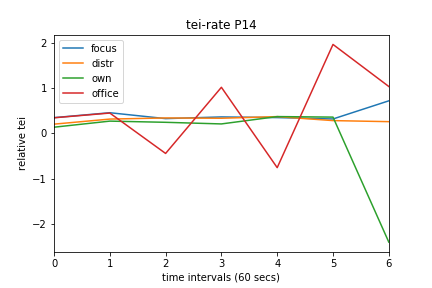 tei-rate P14
focus
distr
own
office
relative tei
2
1
0
−1
−2
0 1 2 3 4 5 6
time intervals (60 secs)